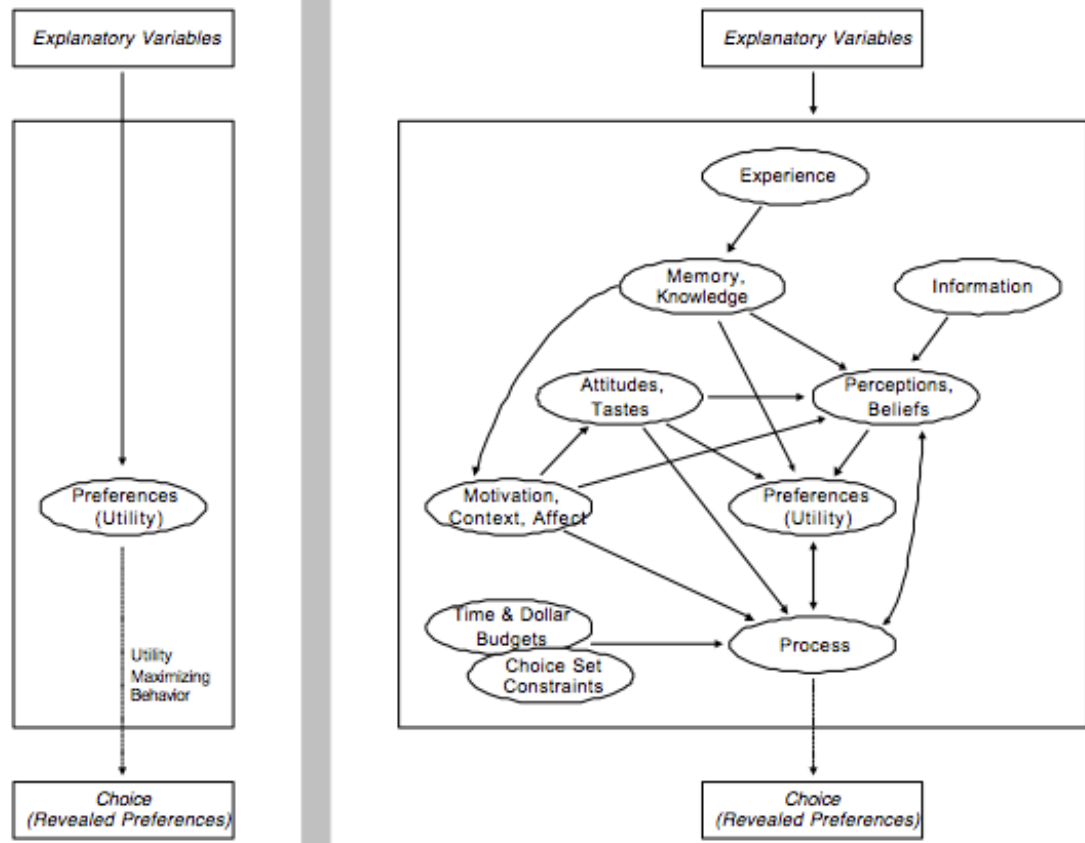 Explanatory Variables
Preferences
(Utility)
Utility
Maximizing
Behavior
Choice
(Revealed Preferences)
Explanatory Variables
Experience
Memory,
Knowledge
Information
Attitudes,
Tastes
Perceptions,
Beliefs
Motivation,
Context, Affect
Preferences
(Utility)
Time & Dollar
Budgets
Choice Set
Constraints
Process
Choice
(Revealed Preferences)